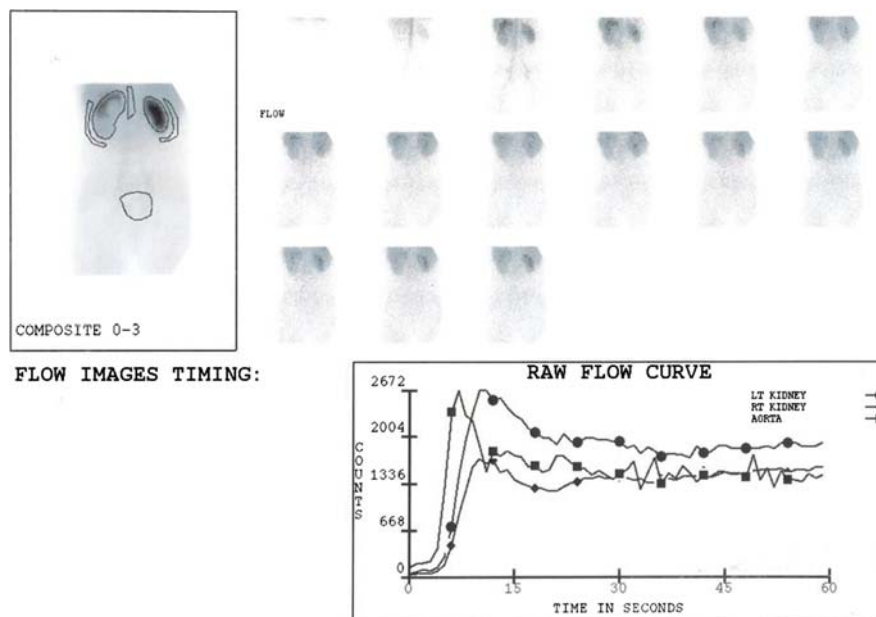 FLOW
COMPOSITE 0-3
FLOW IMAGES TIMING:
RAW FLOW CURVE
LT KIDNEY
RT KIDNEY
AORTA
COUNTS
2672
2004
1336
668
0
0 15 30 45 60
TIME IN SECONDS